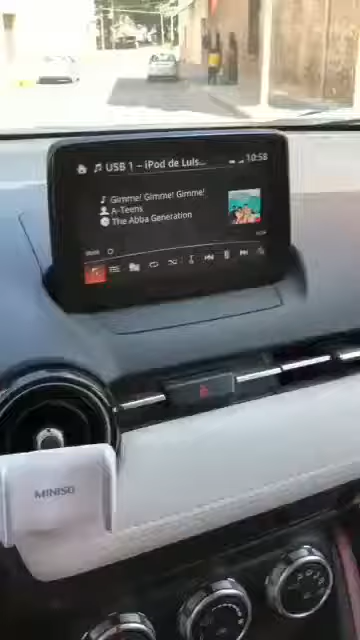 USB 1 – iPod de Luis... 10:58
Gimme! Gimme! Gimme!
A-Teens
The Abba Generation
MINISO